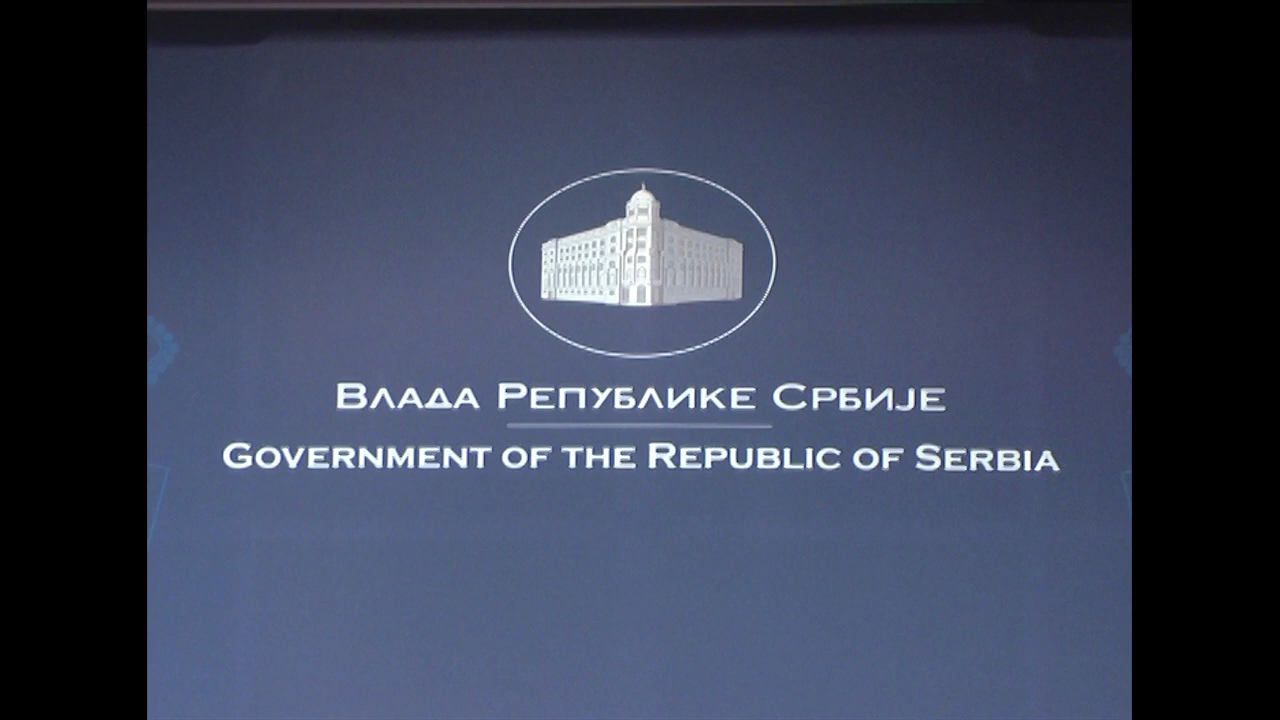 Влада Републике Србије
Government of the Republic of Serbia